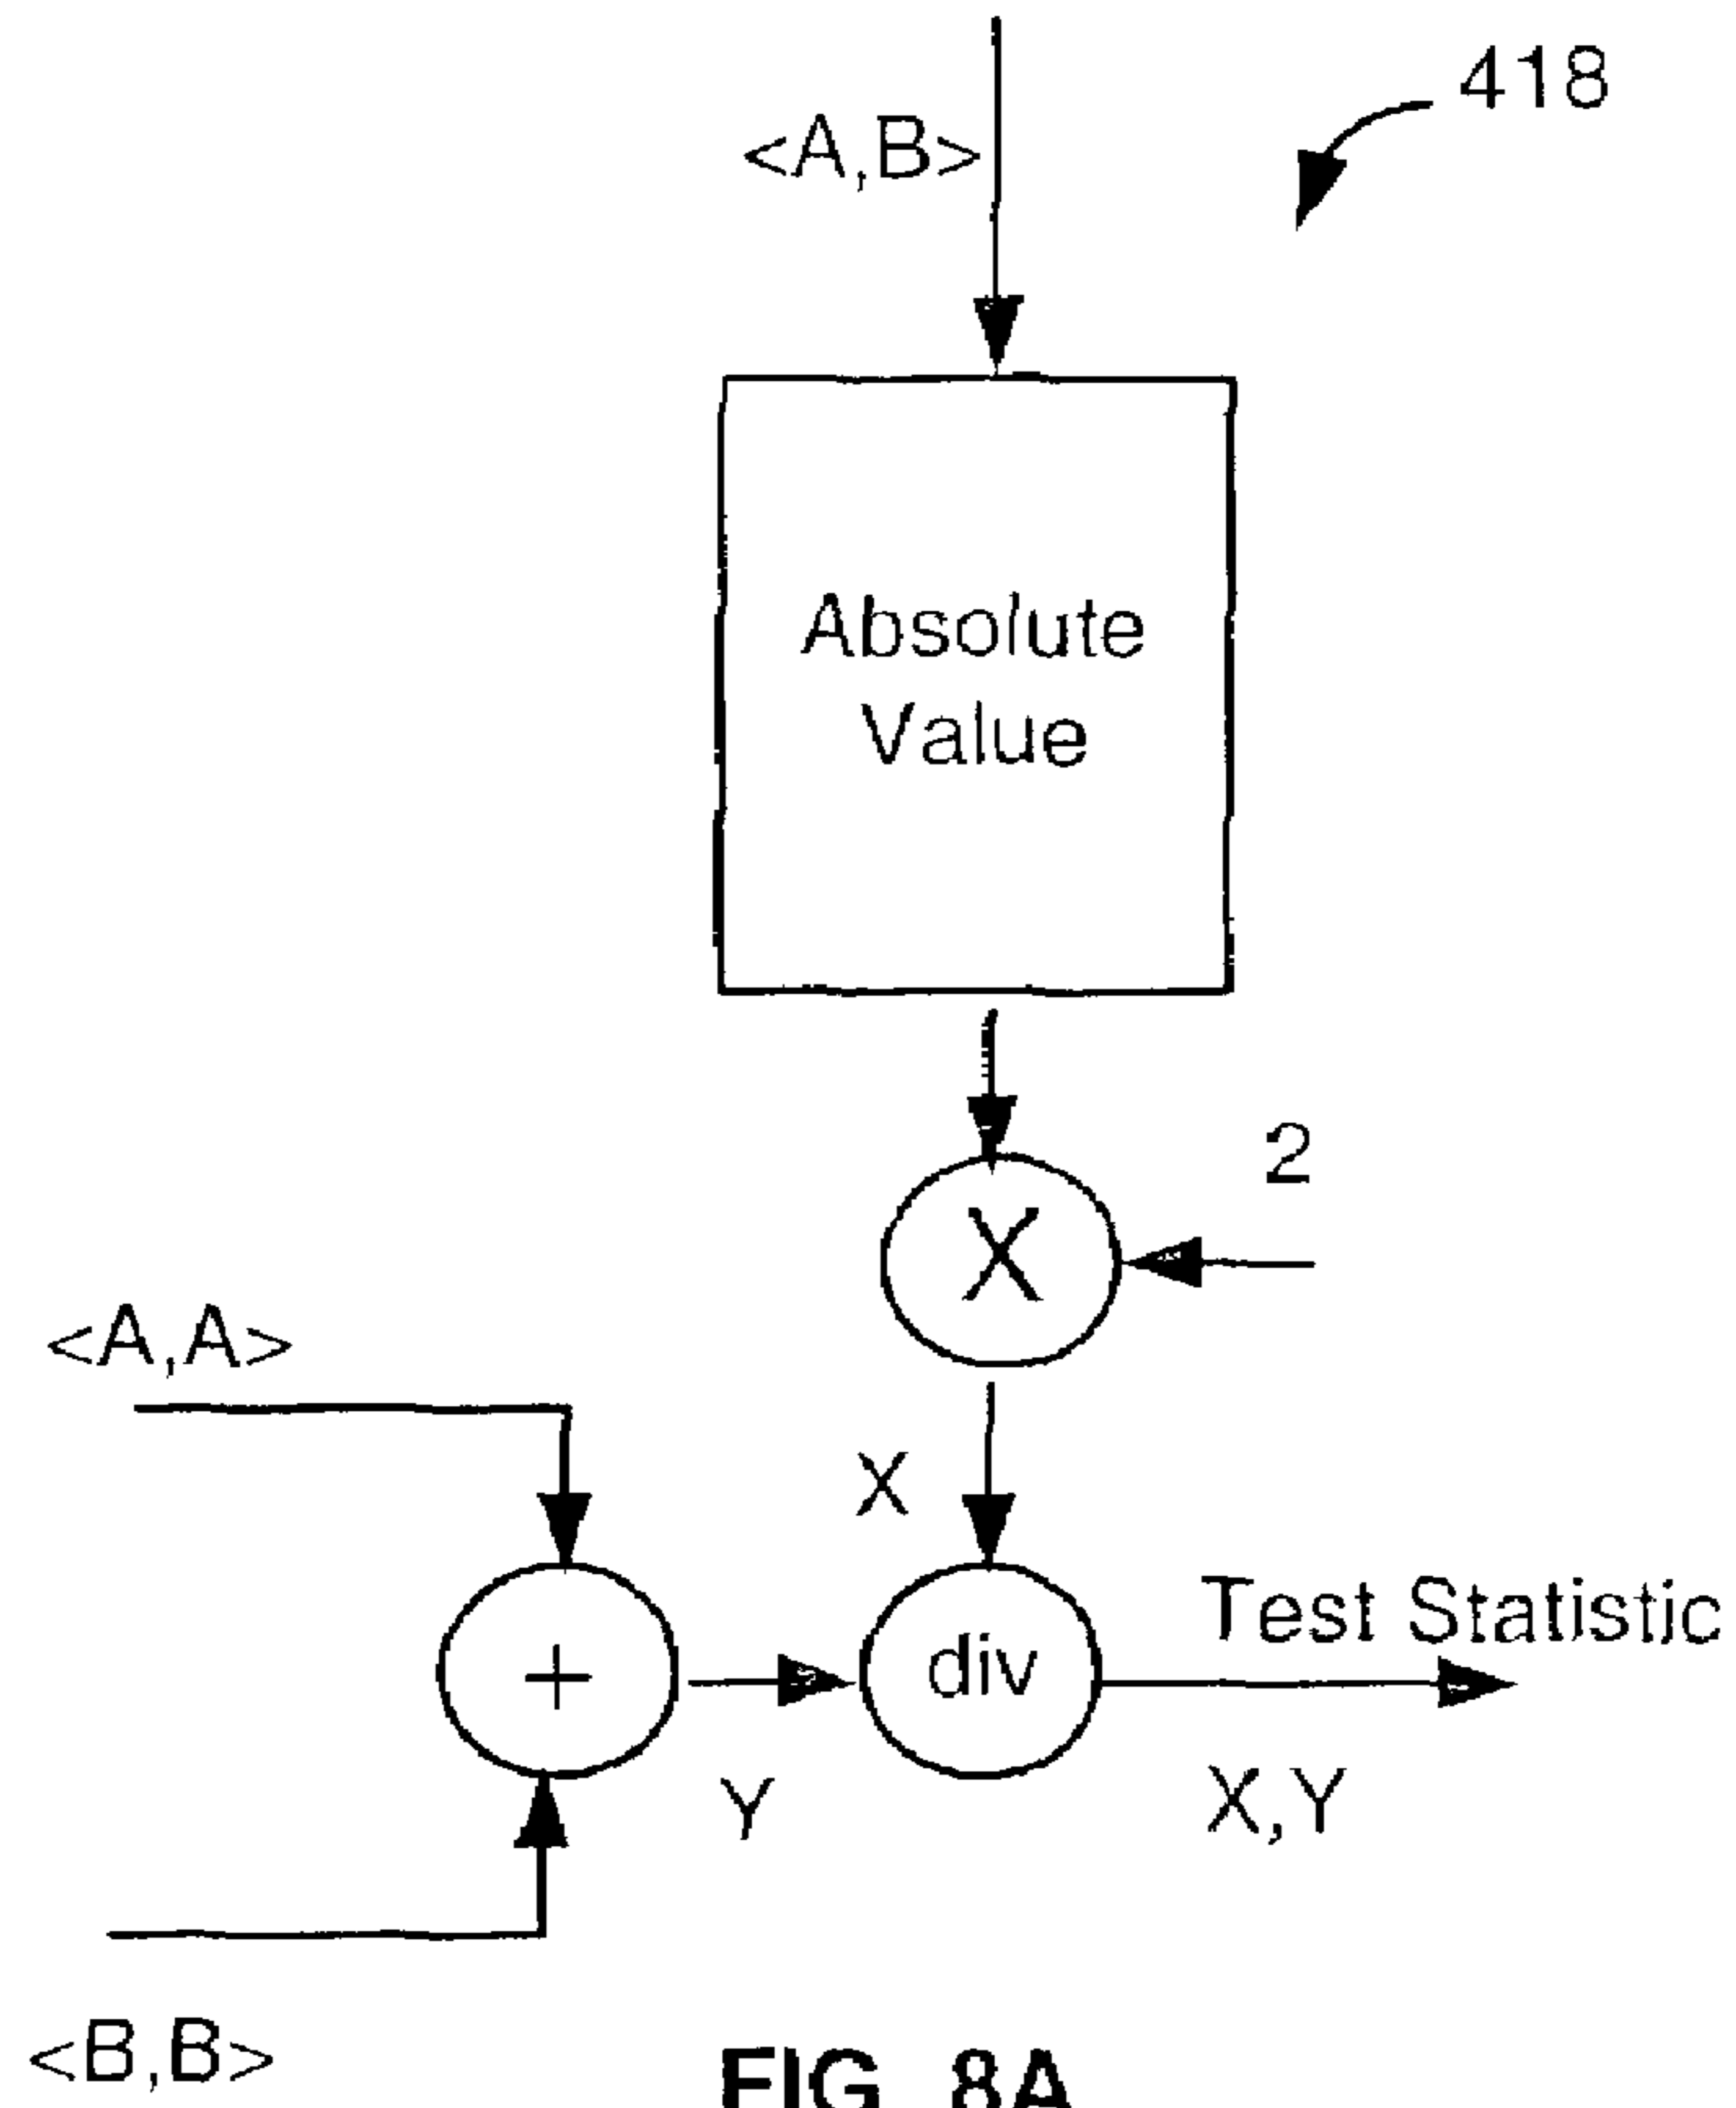 418
<A,B>
Absolute
Value
2
X
<A,A>
X
Test Statistic
+
div
Y
X,Y
<B,B>
FIG. 8A